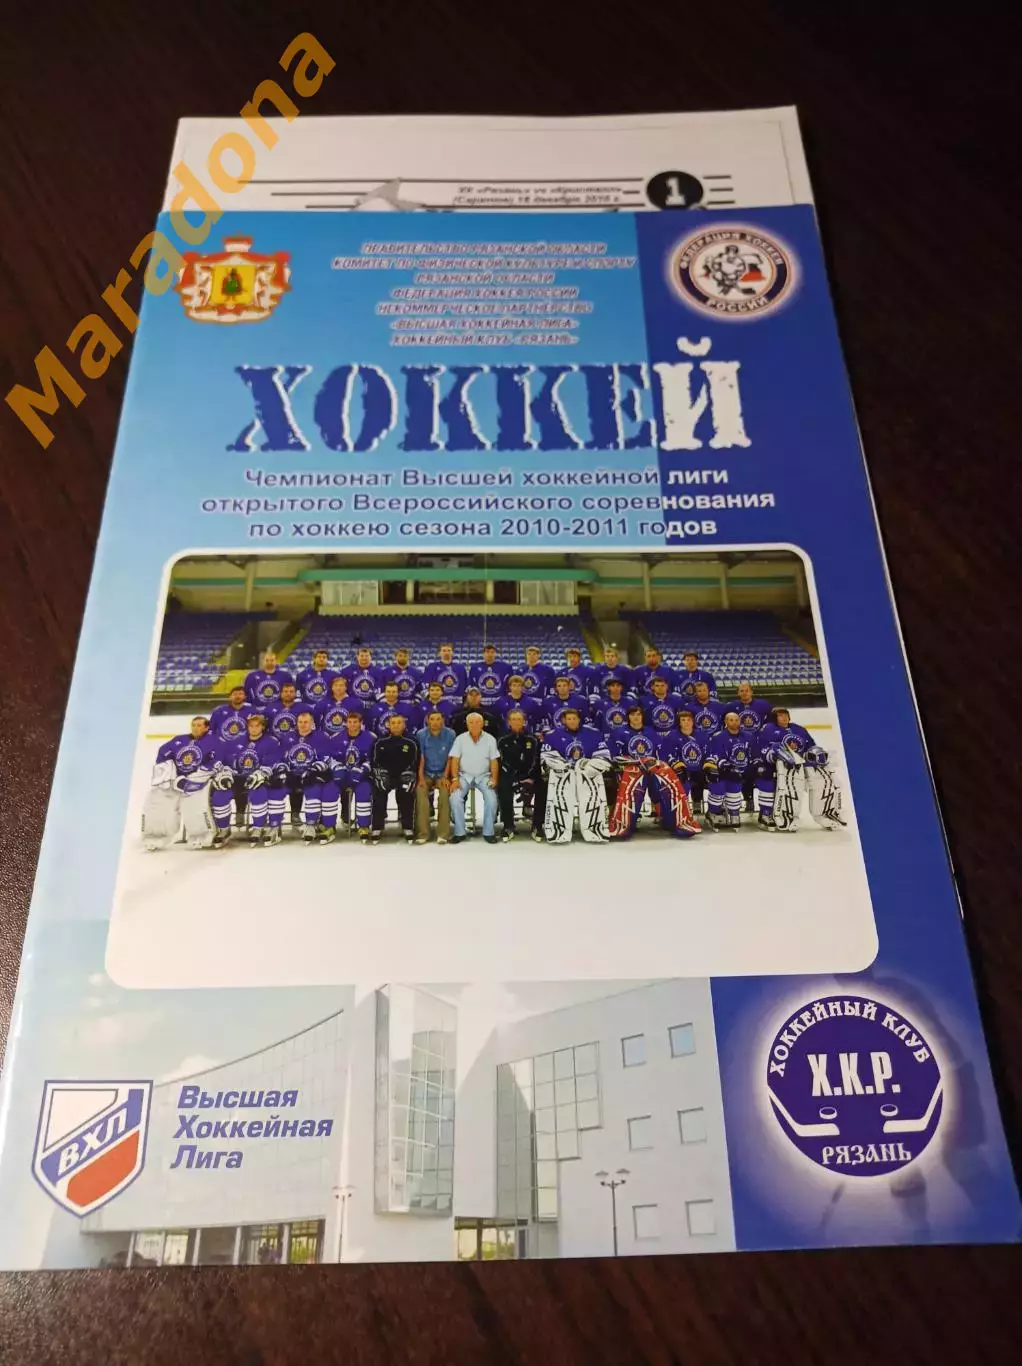 Maradona
ХК «Рязань» vs «Кристалл»
(Саратов) 16 декабря 2010 г.
1
ПРАВИТЕЛЬСТВО РЯЗАНСКОЙ ОБЛАСТИ
КОМИТЕТ ПО ФИЗИЧЕСКОЙ КУЛЬТУРЕ И СПОРТУ
РЯЗАНСКОЙ ОБЛАСТИ
ФЕДЕРАЦИЯ ХОККЕЯ РОССИИ
НЕКОММЕРЧЕСКОЕ ПАРТНЕРСТВО
«ВЫСШАЯ ХОККЕЙНАЯ ЛИГА»
ХОККЕЙНЫЙ КЛУБ «РЯЗАНЬ»
ФЕДЕРАЦИЯ ХОККЕЯ
РОССИИ
ХОККЕЙ
Чемпионат Высшей хоккейной лиги
открытого Всероссийского соревнования
по хоккею сезона 2010-2011 годов
ВХЛ
Высшая
Хоккейная
Лига
ХОККЕЙНЫЙ КЛУБ
Х.К.Р.
РЯЗАНЬ